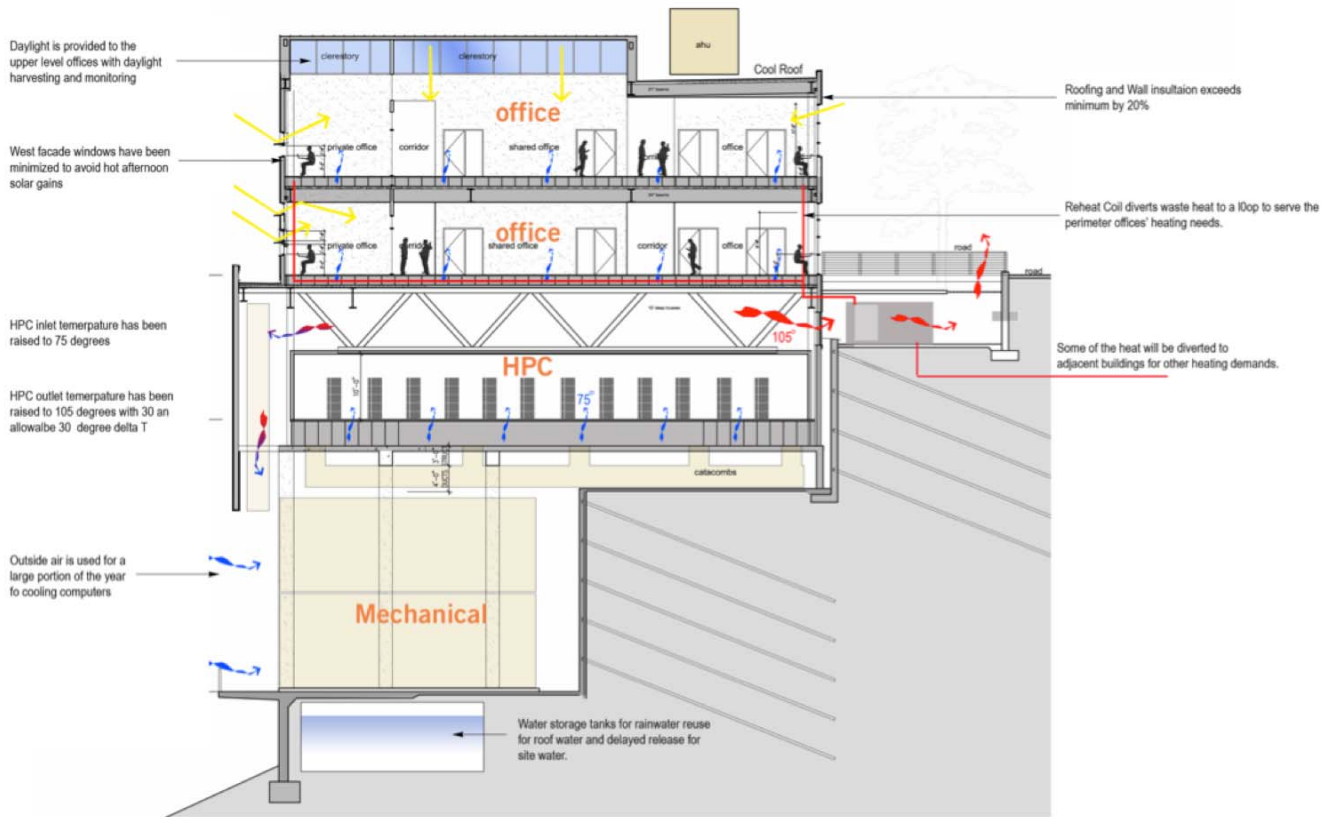 ahu
Daylight is provided to the
upper level offices with daylight
harvesting and monitoring
clerestory
clerestory
Cool Roof
Roofing and Wall insultaion exceeds
minimum by 20%
office
West facade windows have been
minimized to avoid hot afternoon
solar gains
private office
corridor
shared office
office
Reheat Coil diverts waste heat to a l0op to serve the
perimeter offices' heating needs.
office
private office
shared office
corridor
office
road
road
HPC inlet temerpature has been
raised to 75 degrees
105°
Some of the heat will be diverted to
adjacent buildings for other heating demands.
HPC
10'-0"
75°
HPC outlet temerpature has been
raised to 105 degrees with 30 an
allowalbe 30 degree delta T
catacombs
Outside air is used for a
large portion of the year
fo cooling computers
Mechanical
Water storage tanks for rainwater reuse
for roof water and delayed release for
site water.